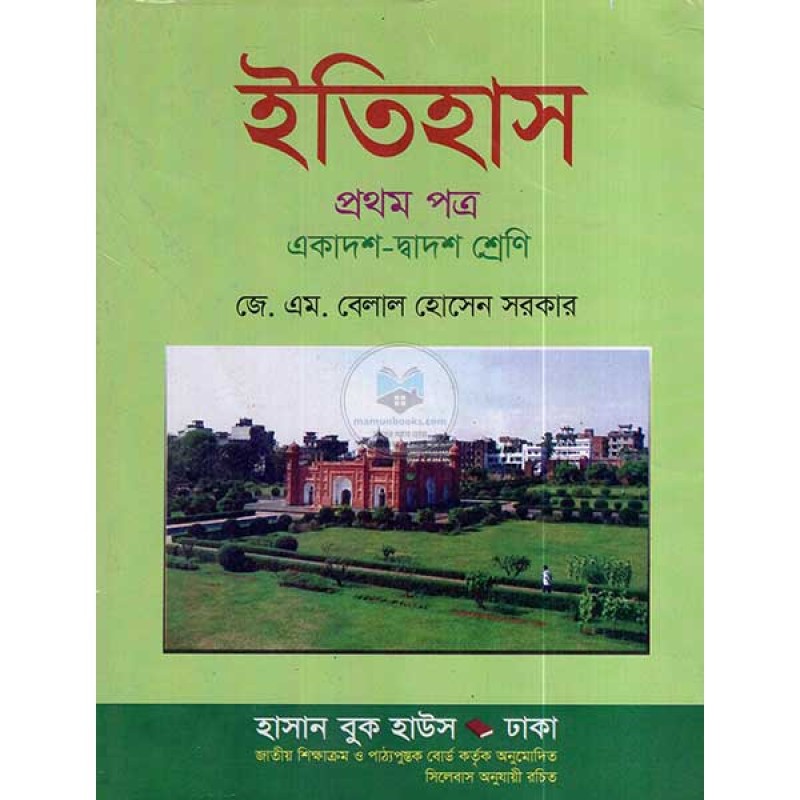 ইতিহাস
প্রথম পত্র
একাদশ-দ্বাদশ শ্রেণি
জে. এম. বেলাল হোসেন সরকার
mamunbooks.com
হাসান বুক হাউস ঢাকা
জাতীয় শিক্ষাক্রম ও পাঠ্যপুস্তক বোর্ড কর্তৃক অনুমোদিত
সিলেবাস অনুযায়ী রচিত